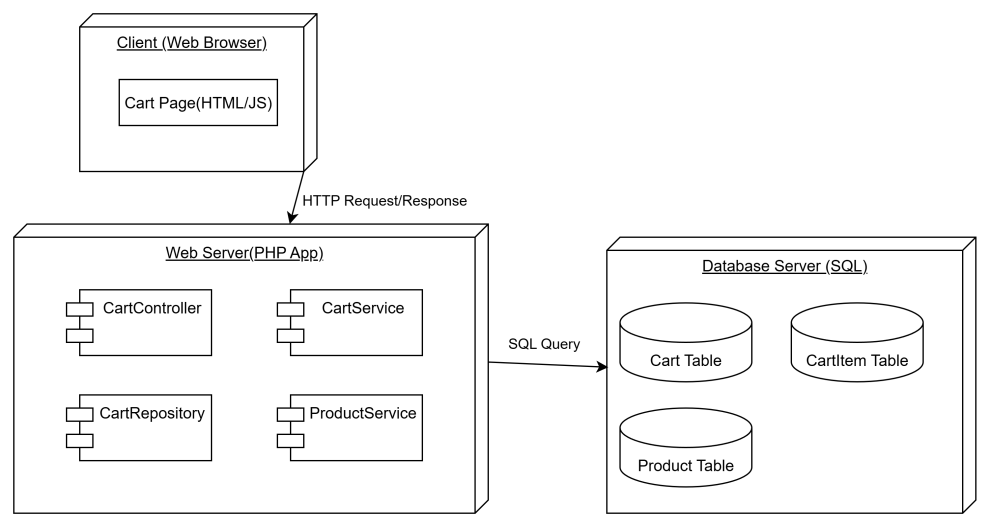 Client (Web Browser)
Cart Page(HTML/JS)
HTTP Request/Response
Web Server(PHP App)
CartController
CartService
CartRepository
ProductService
SQL Query
Database Server (SQL)
Cart Table
CartItem Table
Product Table